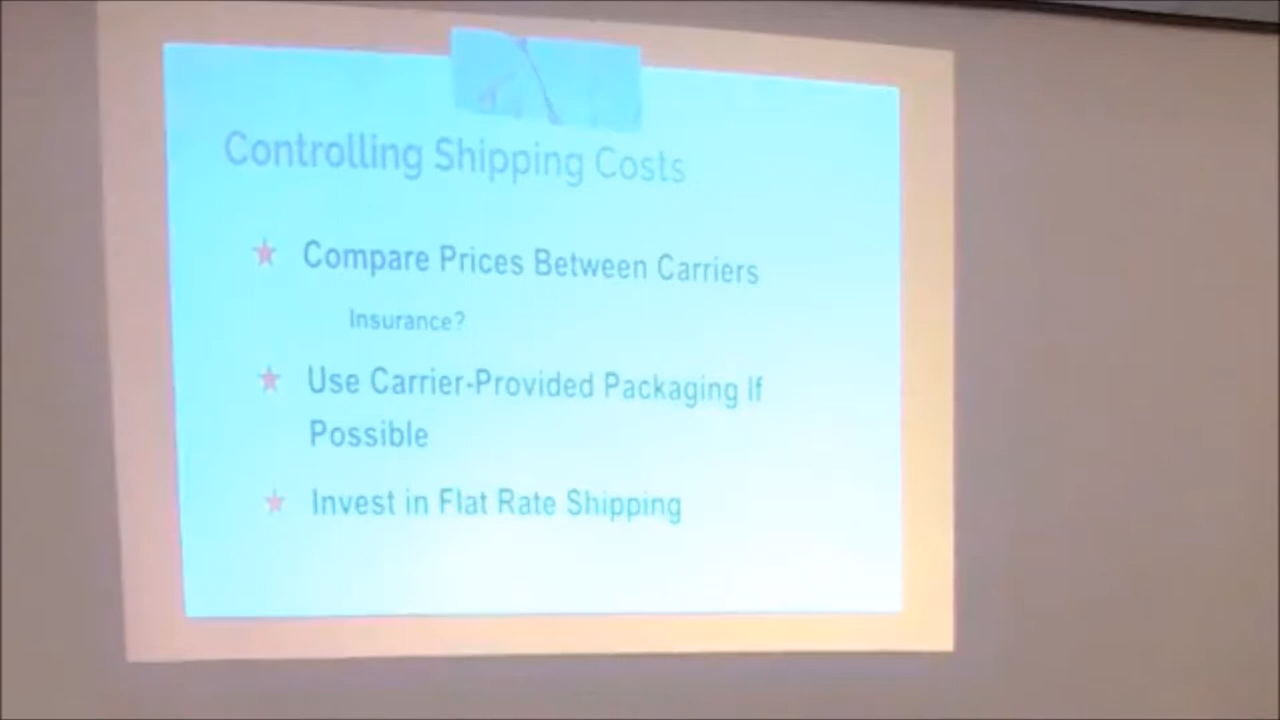 Controlling Shipping Costs
Compare Prices Between Carriers
Insurance?
Use Carrier-Provided Packaging If
Possible
Invest in Flat Rate Shipping